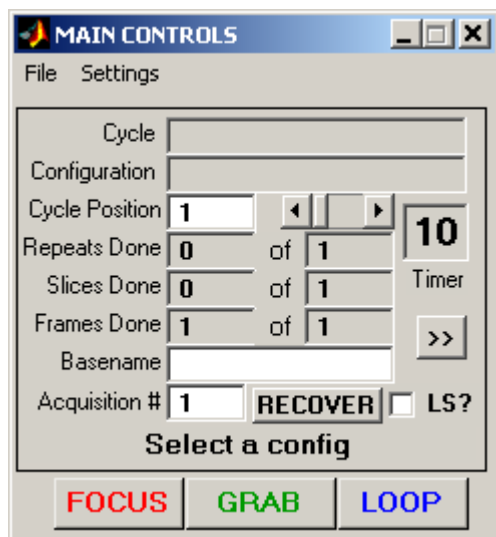 MAIN CONTROLS
File Settings
Cycle
Configuration
Cycle Position 1
Repeats Done 0 of 1
10
Slices Done 0 of 1
Timer
Frames Done 1 of 1
>>
Basename
Acquisition # 1 RECOVER LS?
Select a config
FOCUS GRAB LOOP